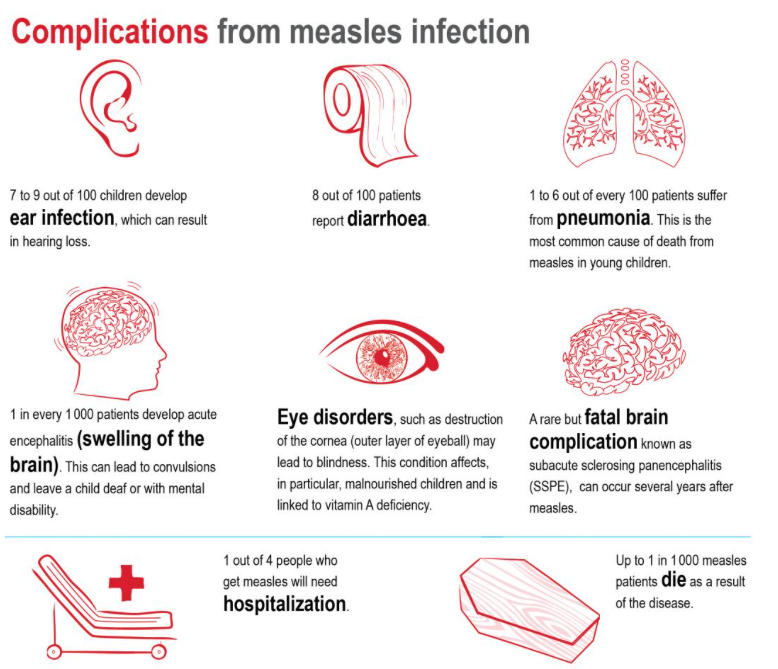 Complications from measles infection
7 to 9 out of 100 children develop
ear infection, which can result
in hearing loss.
8 out of 100 patients
report diarrhoea.
1 to 6 out of every 100 patients suffer
from pneumonia. This is the
most common cause of death from
measles in young children.
1 in every 1000 patients develop acute
encephalitis (swelling of the
brain). This can lead to convulsions
and leave a child deaf or with mental
disability.
Eye disorders, such as destruction
of the cornea (outer layer of eyeball) may
lead to blindness. This condition affects,
in particular, malnourished children and is
linked to vitamin A deficiency.
A rare but fatal brain
complication known as
subacute sclerosing panencephalitis
(SSPE), can occur several years after
measles.
1 out of 4 people who
get measles will need
hospitalization.
Up to 1 in 1000 measles
patients die as a result
of the disease.